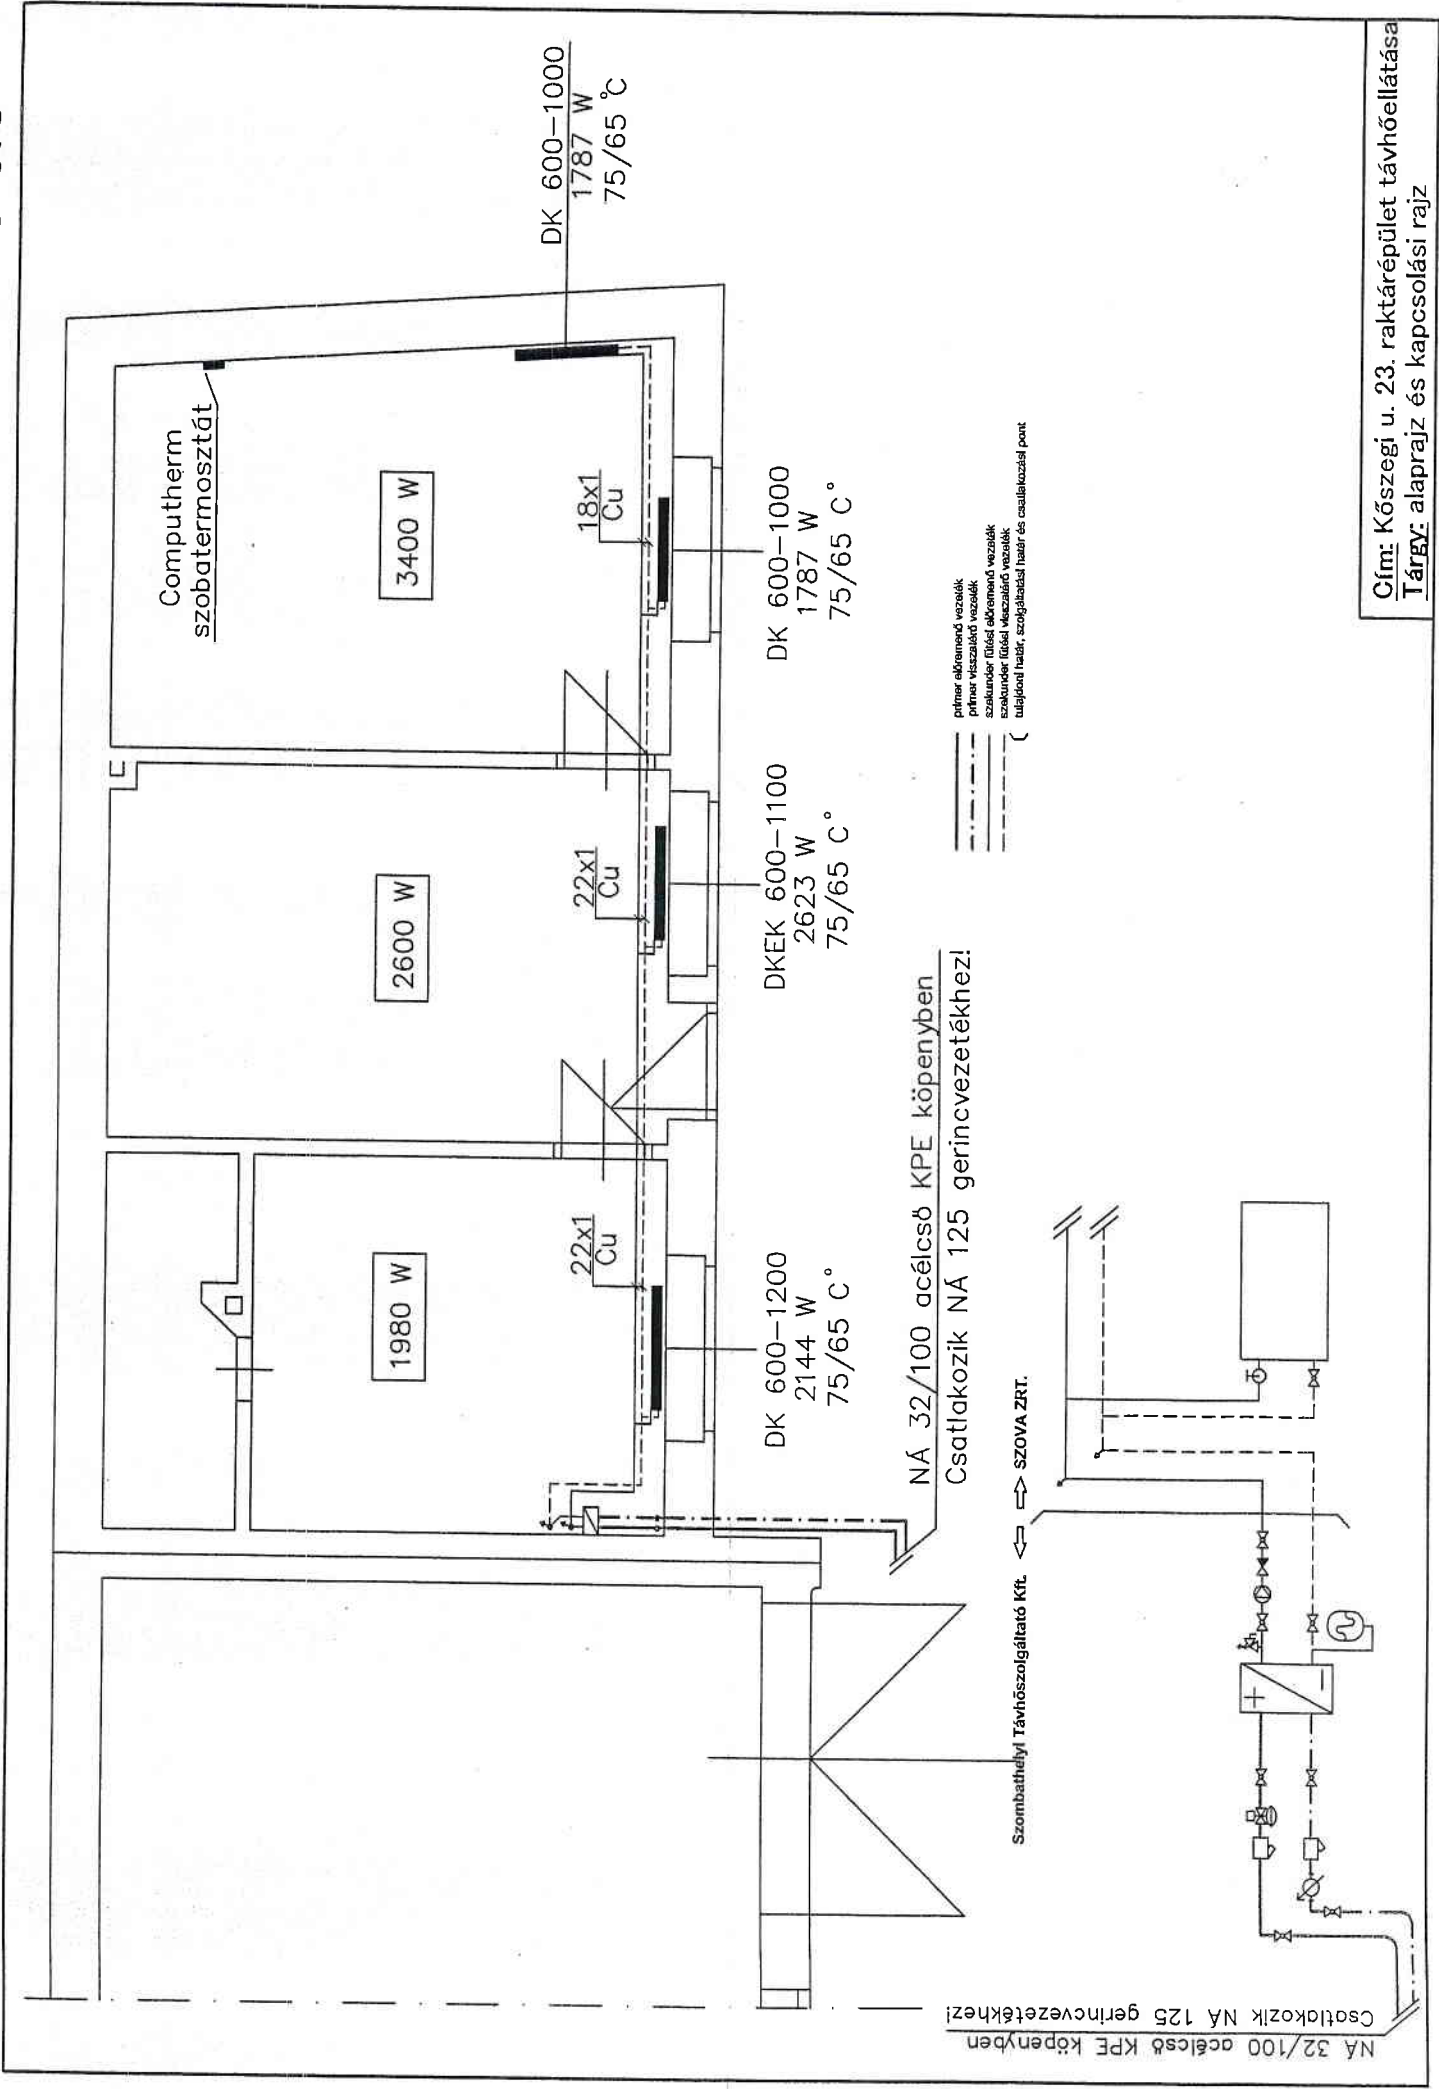 DK 600-1000
1787 W
75/65 °C
Computherm
szobatermosztát
3400 W
18x1
Cu
DK 600-1000
1787 W
75/65 C°
2600 W
22x1
Cu
DKEK 600-1100
2623 W
75/65 C°
1980 W
22x1
Cu
DK 600-1200
2144 W
75/65 C°
NÁ 32/100 acélcső KPE köpenyben
Csatlakozik NÁ 125 gerincvezetékhez!
primer előremenő vezeték
primer visszatérő vezeték
szekunder fűtési előremenő vezeték
szekunder fűtési visszatérő vezeték
tulajdoni határ, szolgáltatási határ és csatlakozási pont
Szombathelyi Távhőszolgáltató Kft. SZOVA ZRT.
NÁ 32/100 acélcső KPE köpenyben
Csatlakozik NÁ 125 gerincvezetékhez!
Cím: Kőszegi u. 23. raktárépület távhőellátása
Tárgy: alaprajz és kapcsolási rajz